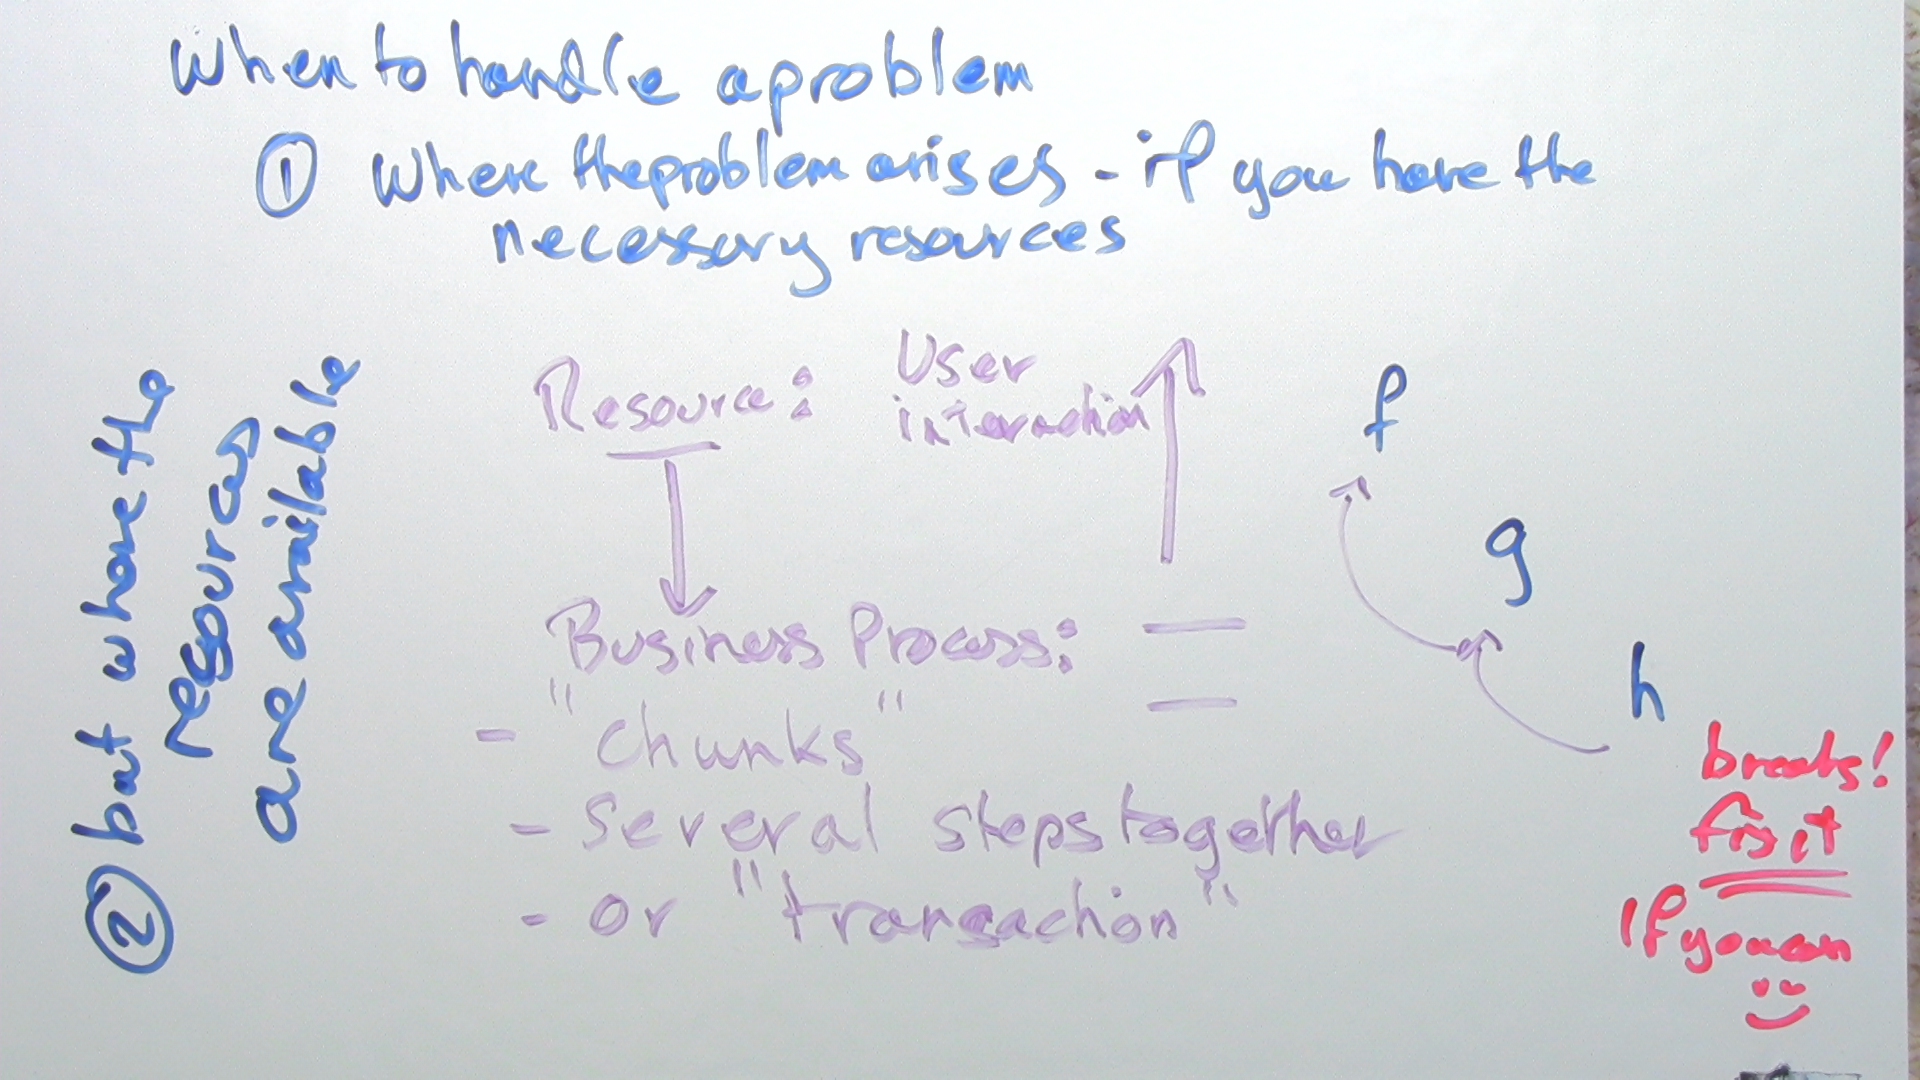 When to handle a problem
① Where the problem arises - if you have the
necessary resources
Resource:
User
interaction
Business Process:
- "chunks"
- several steps together
- or "transaction"
f
g
h
breaks!
fix it
if you can
② but where the
resources
are available